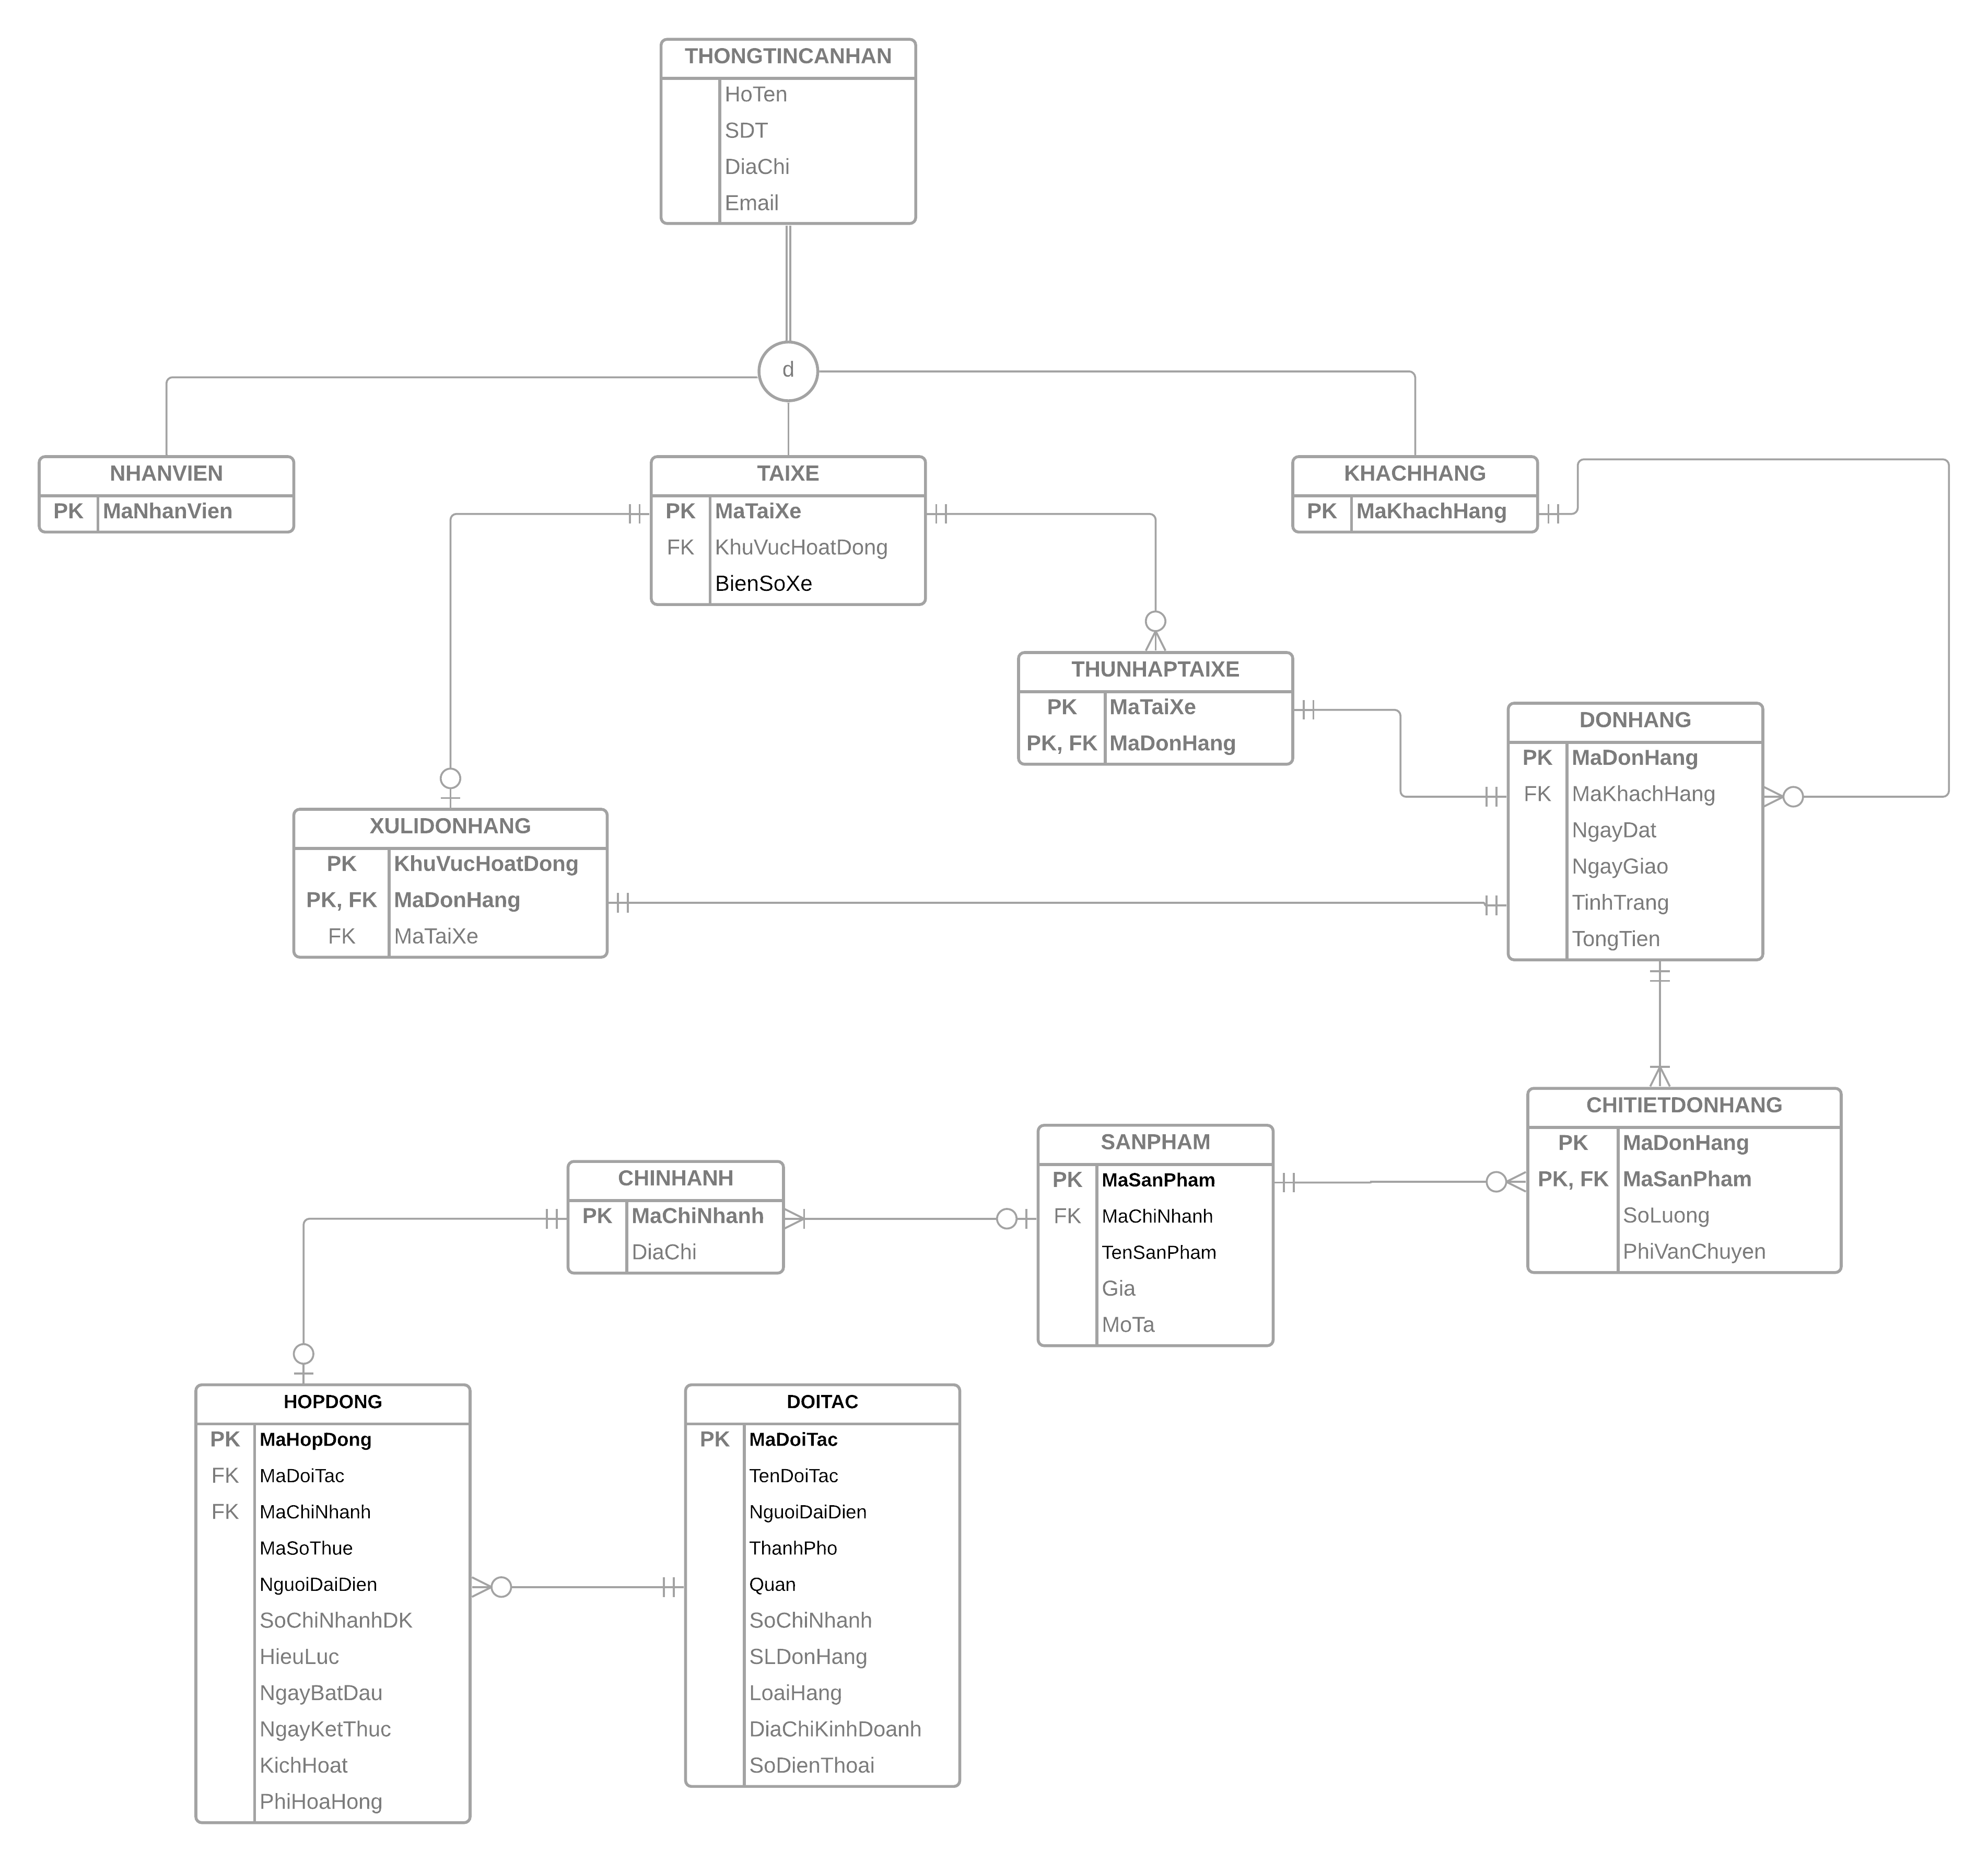 THONGTINCANHAN
HoTen
SDT
DiaChi
Email
d
NHANVIEN
PK MaNhanVien
TAIXE
PK MaTaiXe
FK KhuVucHoatDong
BienSoXe
KHACHHANG
PK MaKhachHang
THUNHAPTAIXE
PK MaTaiXe
PK, FK MaDonHang
DONHANG
PK MaDonHang
FK MaKhachHang
NgayDat
NgayGiao
TinhTrang
TongTien
XULIDONHANG
PK KhuVucHoatDong
PK, FK MaDonHang
FK MaTaiXe
CHITIETDONHANG
PK MaDonHang
PK, FK MaSanPham
SoLuong
PhiVanChuyen
SANPHAM
PK MaSanPham
FK MaChiNhanh
TenSanPham
Gia
MoTa
CHINHANH
PK MaChiNhanh
DiaChi
HOPDONG
PK MaHopDong
FK MaDoiTac
FK MaChiNhanh
MaSoThue
NguoiDaiDien
SoChiNhanhDK
HieuLuc
NgayBatDau
NgayKetThuc
KichHoat
PhiHoaHong
DOITAC
PK MaDoiTac
TenDoiTac
NguoiDaiDien
ThanhPho
Quan
SoChiNhanh
SLDonHang
LoaiHang
DiaChiKinhDoanh
SoDienThoai